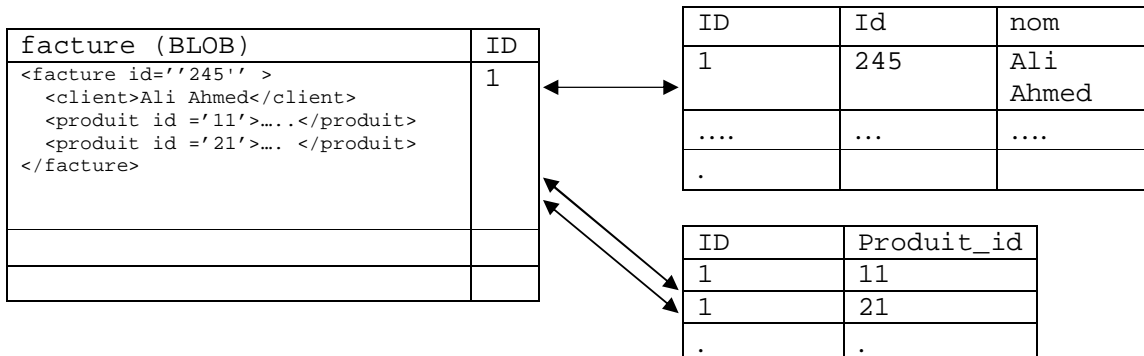 facture (BLOB) ID
<facture id=’’245'’ >
<client>Ali Ahmed</client>
<produit id =’11’>…..</produit>
<produit id =’21’>…. </produit>
</facture>
1
ID Id nom
1 245 Ali
Ahmed
…. … ….
.
ID Produit_id
1 11
1 21
. .